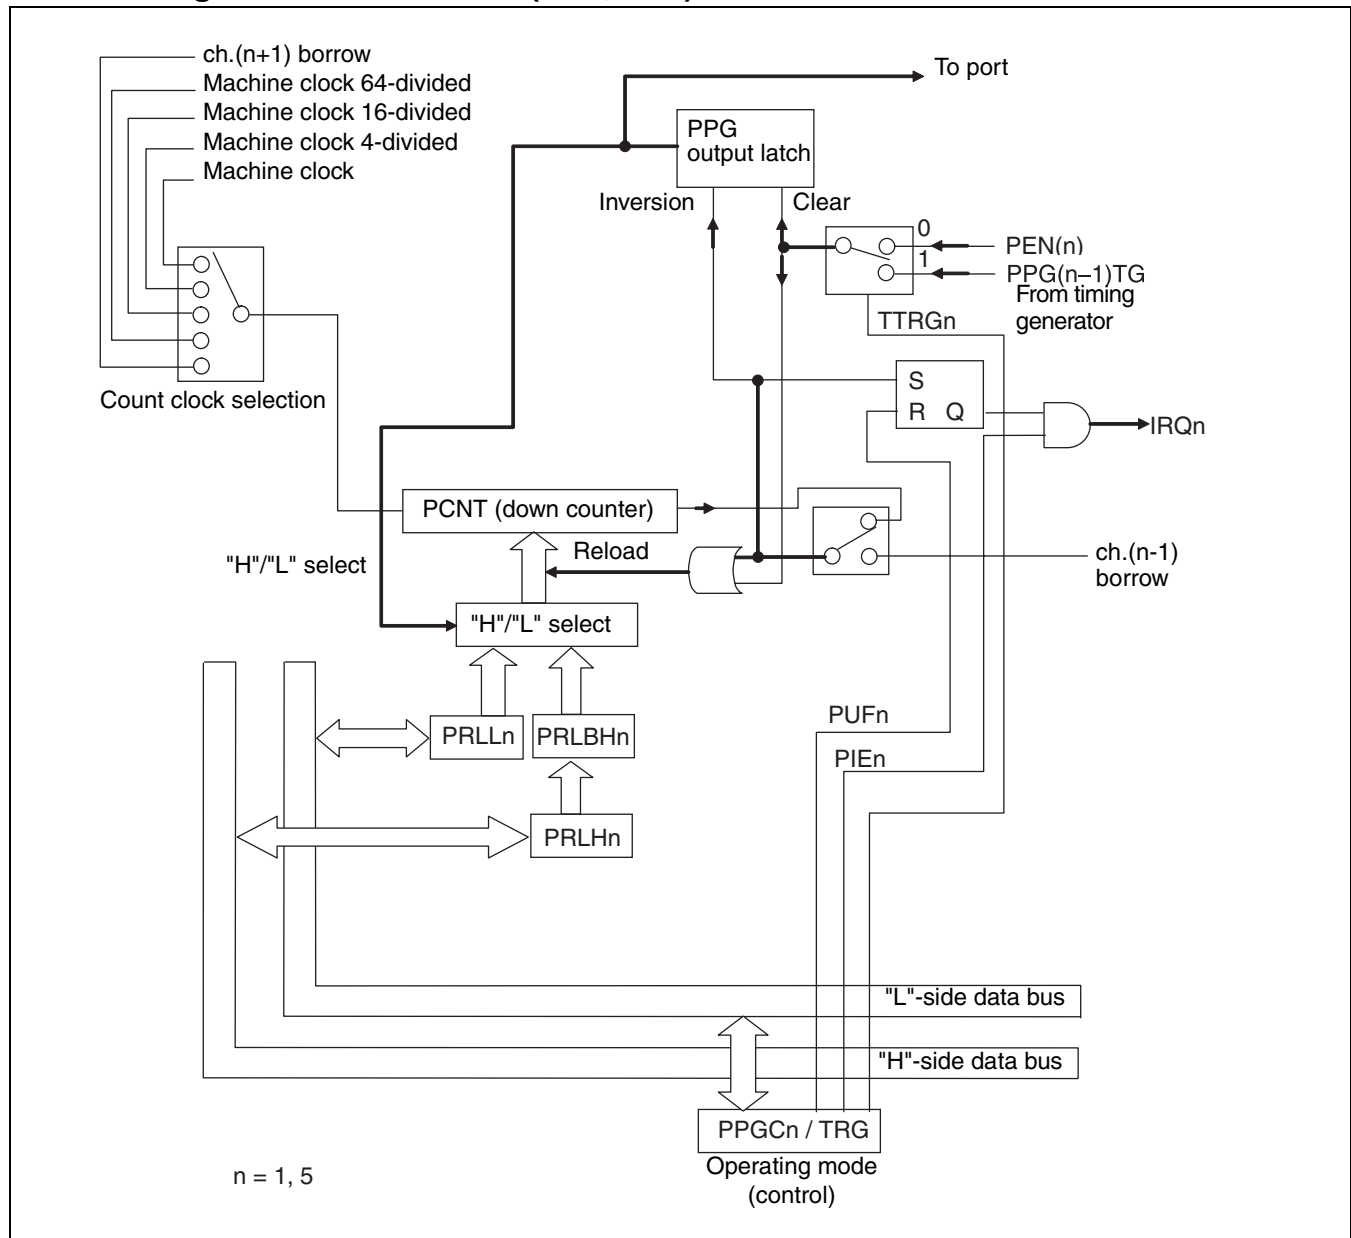 ch.(n+1) borrow
Machine clock 64-divided
Machine clock 16-divided
Machine clock 4-divided
Machine clock
Count clock selection
To port
PPG
output latch
Inversion
Clear
0
1
PEN(n)
PPG(n–1)TG
From timing
generator
TTRGn
S
R Q
IRQn
PCNT (down counter)
Reload
ch.(n-1)
borrow
"H"/"L" select
"H"/"L" select
PRLLn
PRLBHn
PRLHn
PUFn
PIEn
"L"-side data bus
"H"-side data bus
PPGCn / TRG
Operating mode
(control)
n = 1, 5